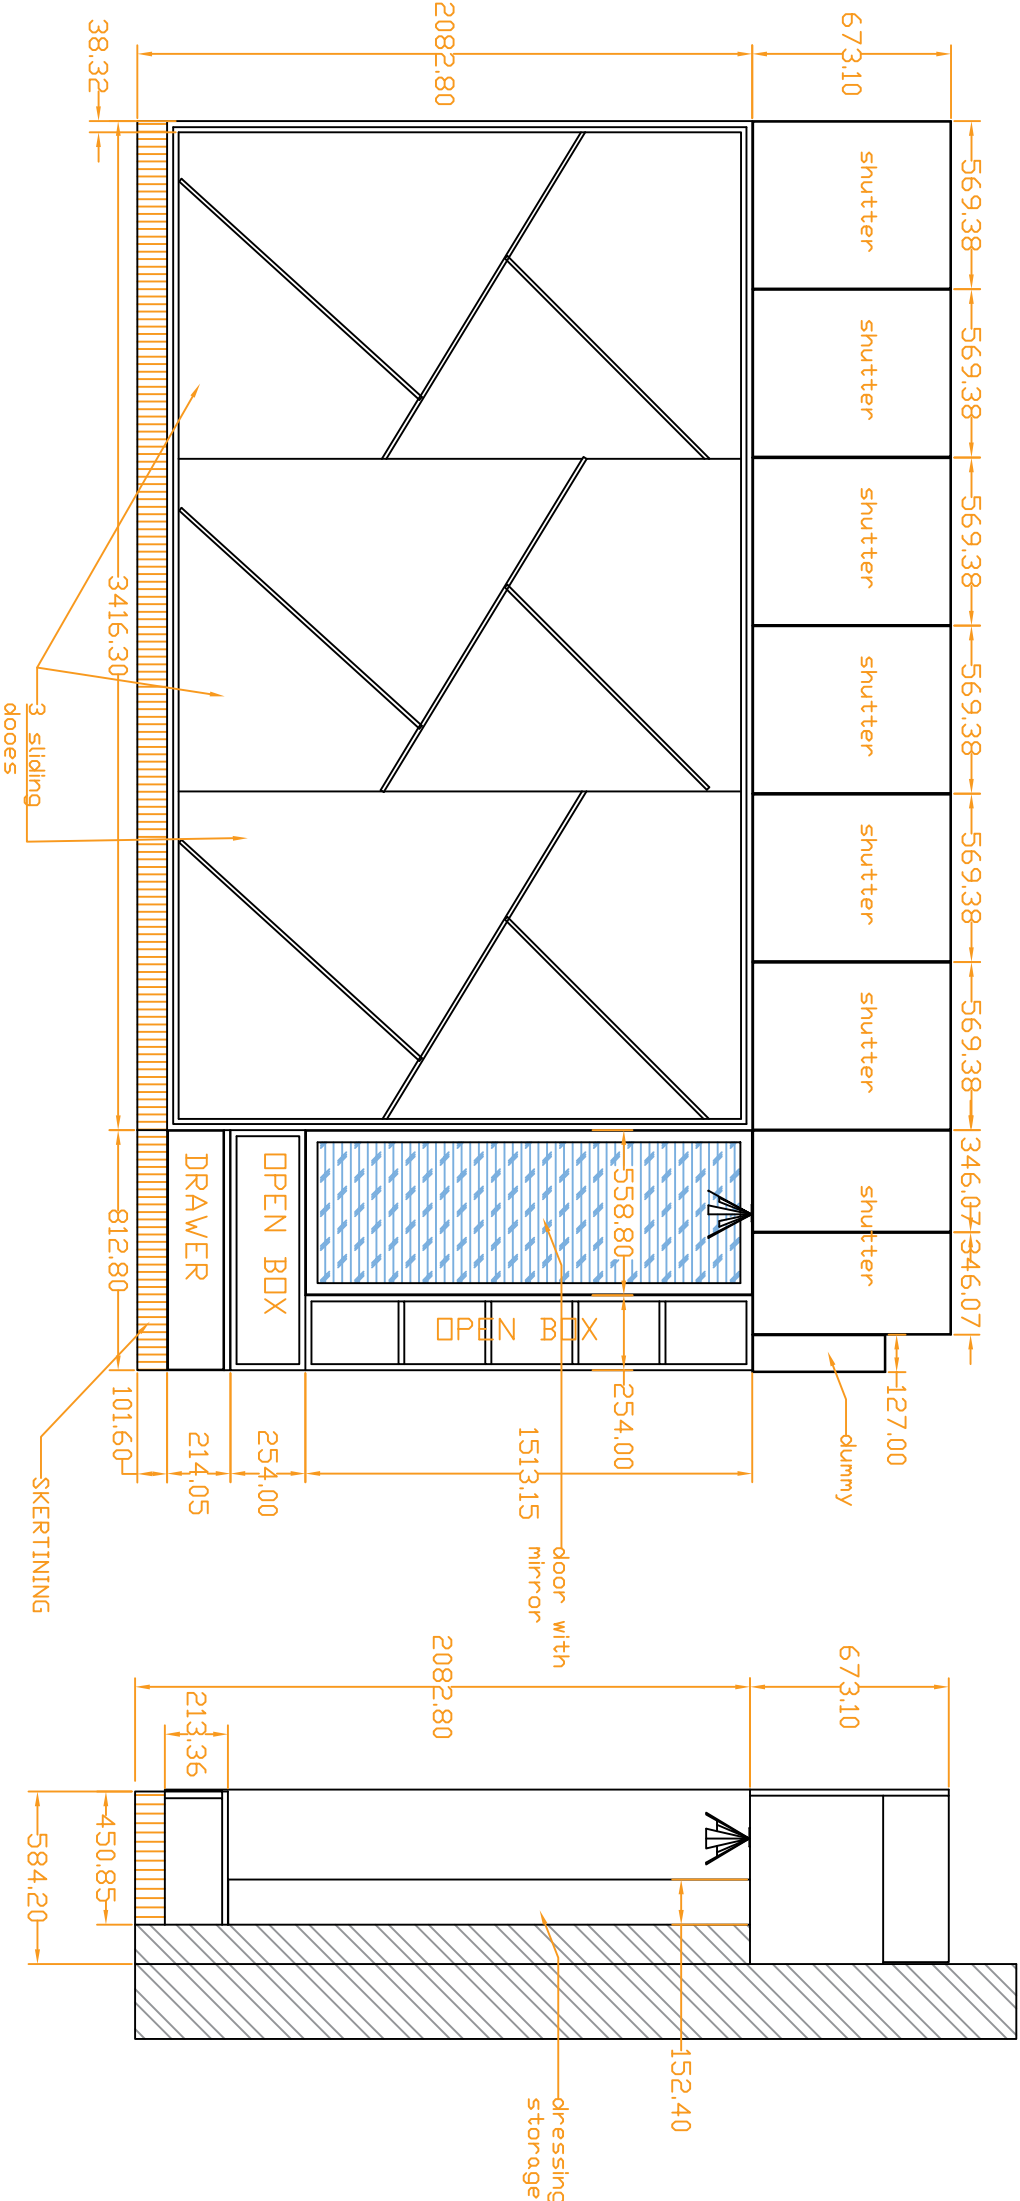 673.10
2082.80
38.32
569.38
569.38
569.38
569.38
569.38
569.38
346.07
346.07
shutter
shutter
shutter
shutter
shutter
shutter
shutter
127.00
dummy
558.80
254.00
OPEN BOX
OPEN BOX
DRAWER
3416.30
812.80
3 sliding
dooes
101.60
214.05
254.00
1513.15
door with
mirror
SKERTINING
673.10
2082.80
213.36
450.85
584.20
152.40
dressing
storage